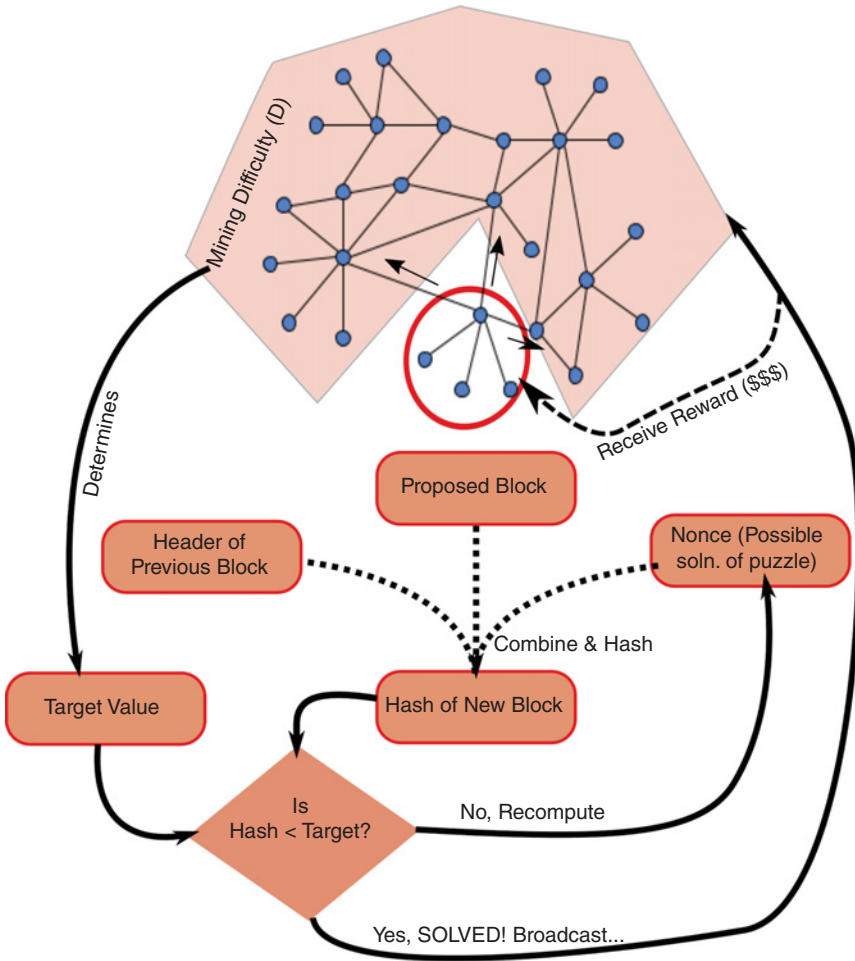 Mining Difficulty (D)
Determines
Receive Reward ($$$)
Proposed Block
Header of
Previous Block
Nonce (Possible
soln. of puzzle)
Combine & Hash
Target Value
Hash of New Block
Is
Hash < Target?
No, Recompute
Yes, SOLVED! Broadcast...